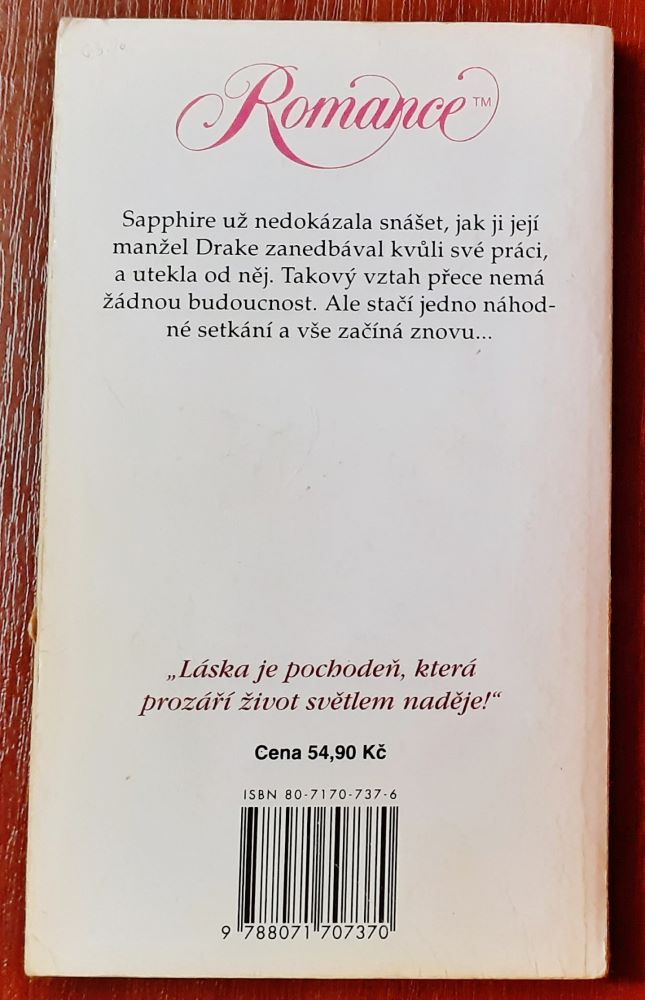 Romance™
Sapphire už nedokázala snášet, jak ji její
manžel Drake zanedbával kvůli své práci,
a utekla od něj. Takový vztah přece nemá
žádnou budoucnost. Ale stačí jedno náhod-
né setkání a vše začíná znovu...
„Láska je pochodeň, která
prozáří život světlem naděje!“
Cena 54,90 Kč
ISBN 80-7170-737-6
9 788071 707370